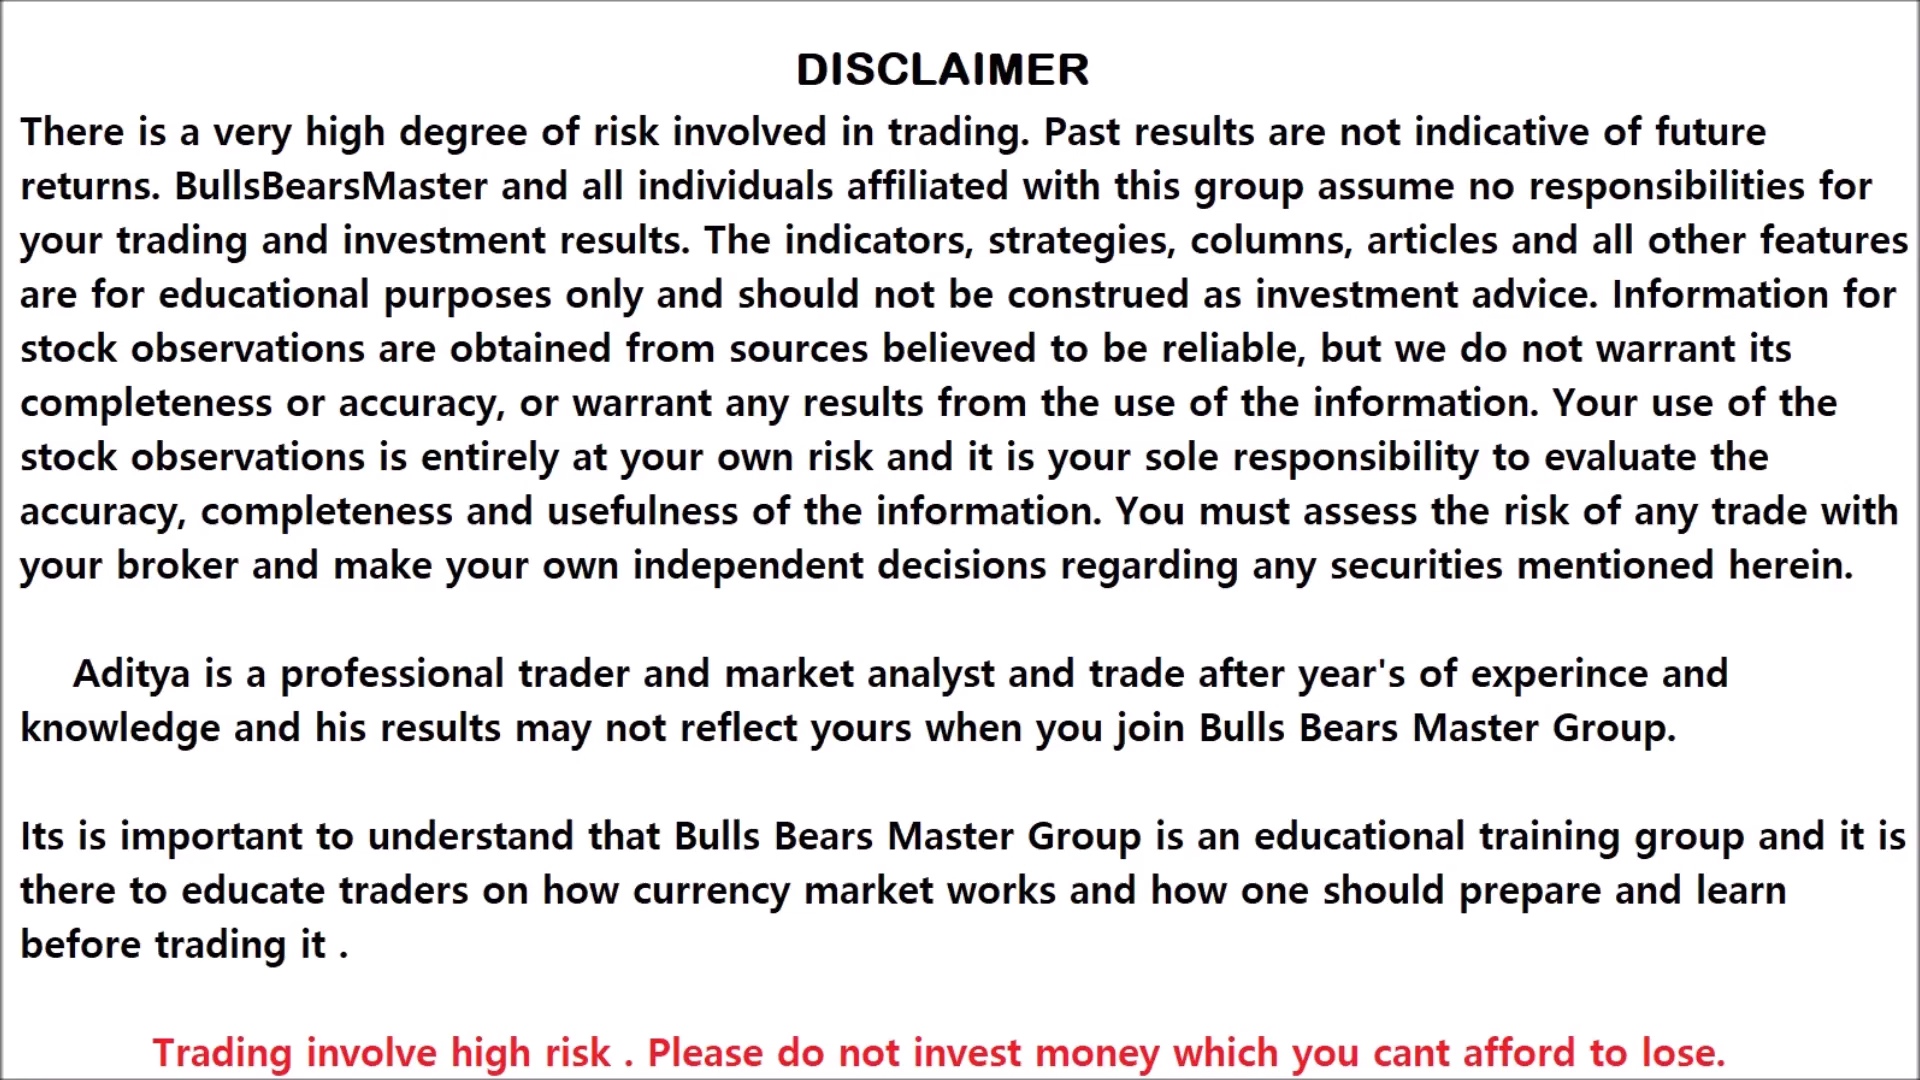 DISCLAIMER
There is a very high degree of risk involved in trading. Past results are not indicative of future
returns. BullsBearsMaster and all individuals affiliated with this group assume no responsibilities for
your trading and investment results. The indicators, strategies, columns, articles and all other features
are for educational purposes only and should not be construed as investment advice. Information for
stock observations are obtained from sources believed to be reliable, but we do not warrant its
completeness or accuracy, or warrant any results from the use of the information. Your use of the
stock observations is entirely at your own risk and it is your sole responsibility to evaluate the
accuracy, completeness and usefulness of the information. You must assess the risk of any trade with
your broker and make your own independent decisions regarding any securities mentioned herein.
Aditya is a professional trader and market analyst and trade after year's of experince and
knowledge and his results may not reflect yours when you join Bulls Bears Master Group.
Its is important to understand that Bulls Bears Master Group is an educational training group and it is
there to educate traders on how currency market works and how one should prepare and learn
before trading it .
Trading involve high risk . Please do not invest money which you cant afford to lose.